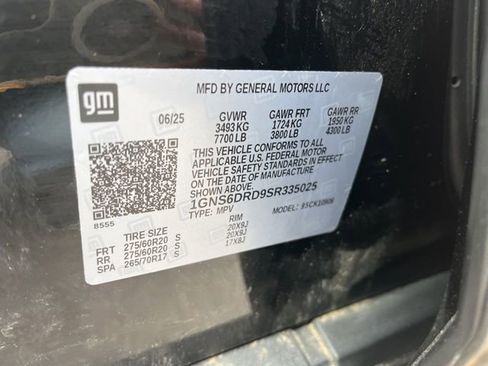 gm
MFD BY GENERAL MOTORS LLC
06/25 GVWR GAWR FRT GAWR RR
3493 KG 1724 KG 1950 KG
7700 LB 3800 LB 4300 LB
THIS VEHICLE CONFORMS TO ALL
APPLICABLE U.S. FEDERAL MOTOR
VEHICLE SAFETY STANDARDS IN
EFFECT ON THE DATE OF MANUFACTURE
SHOWN ABOVE.
1GNS6DRD9SR335025
8555 TYPE: MPV MODEL:
TIRE SIZE RIM
FRT 275/60R20 S 20X9J
RR 275/60R20 S 20X9J
SPA 265/70R17 S 17X8J